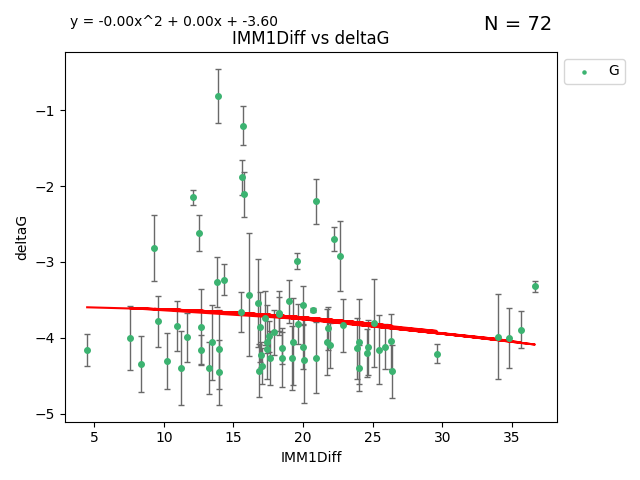 y = -0.00x^2 + 0.00x + -3.60
N = 72
IMM1Diff vs deltaG
G
deltaG
−1
−2
−3
−4
−5
5 10 15 20 25 30 35
IMM1Diff